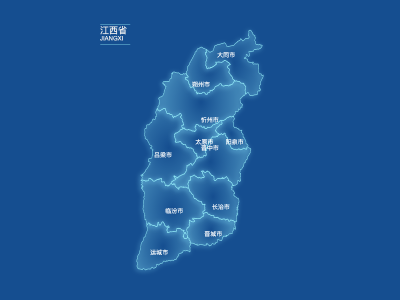 江西省
JIANGXI
大同市
朔州市
忻州市
太原市
阳泉市
晋中市
吕梁市
长治市
临汾市
晋城市
运城市